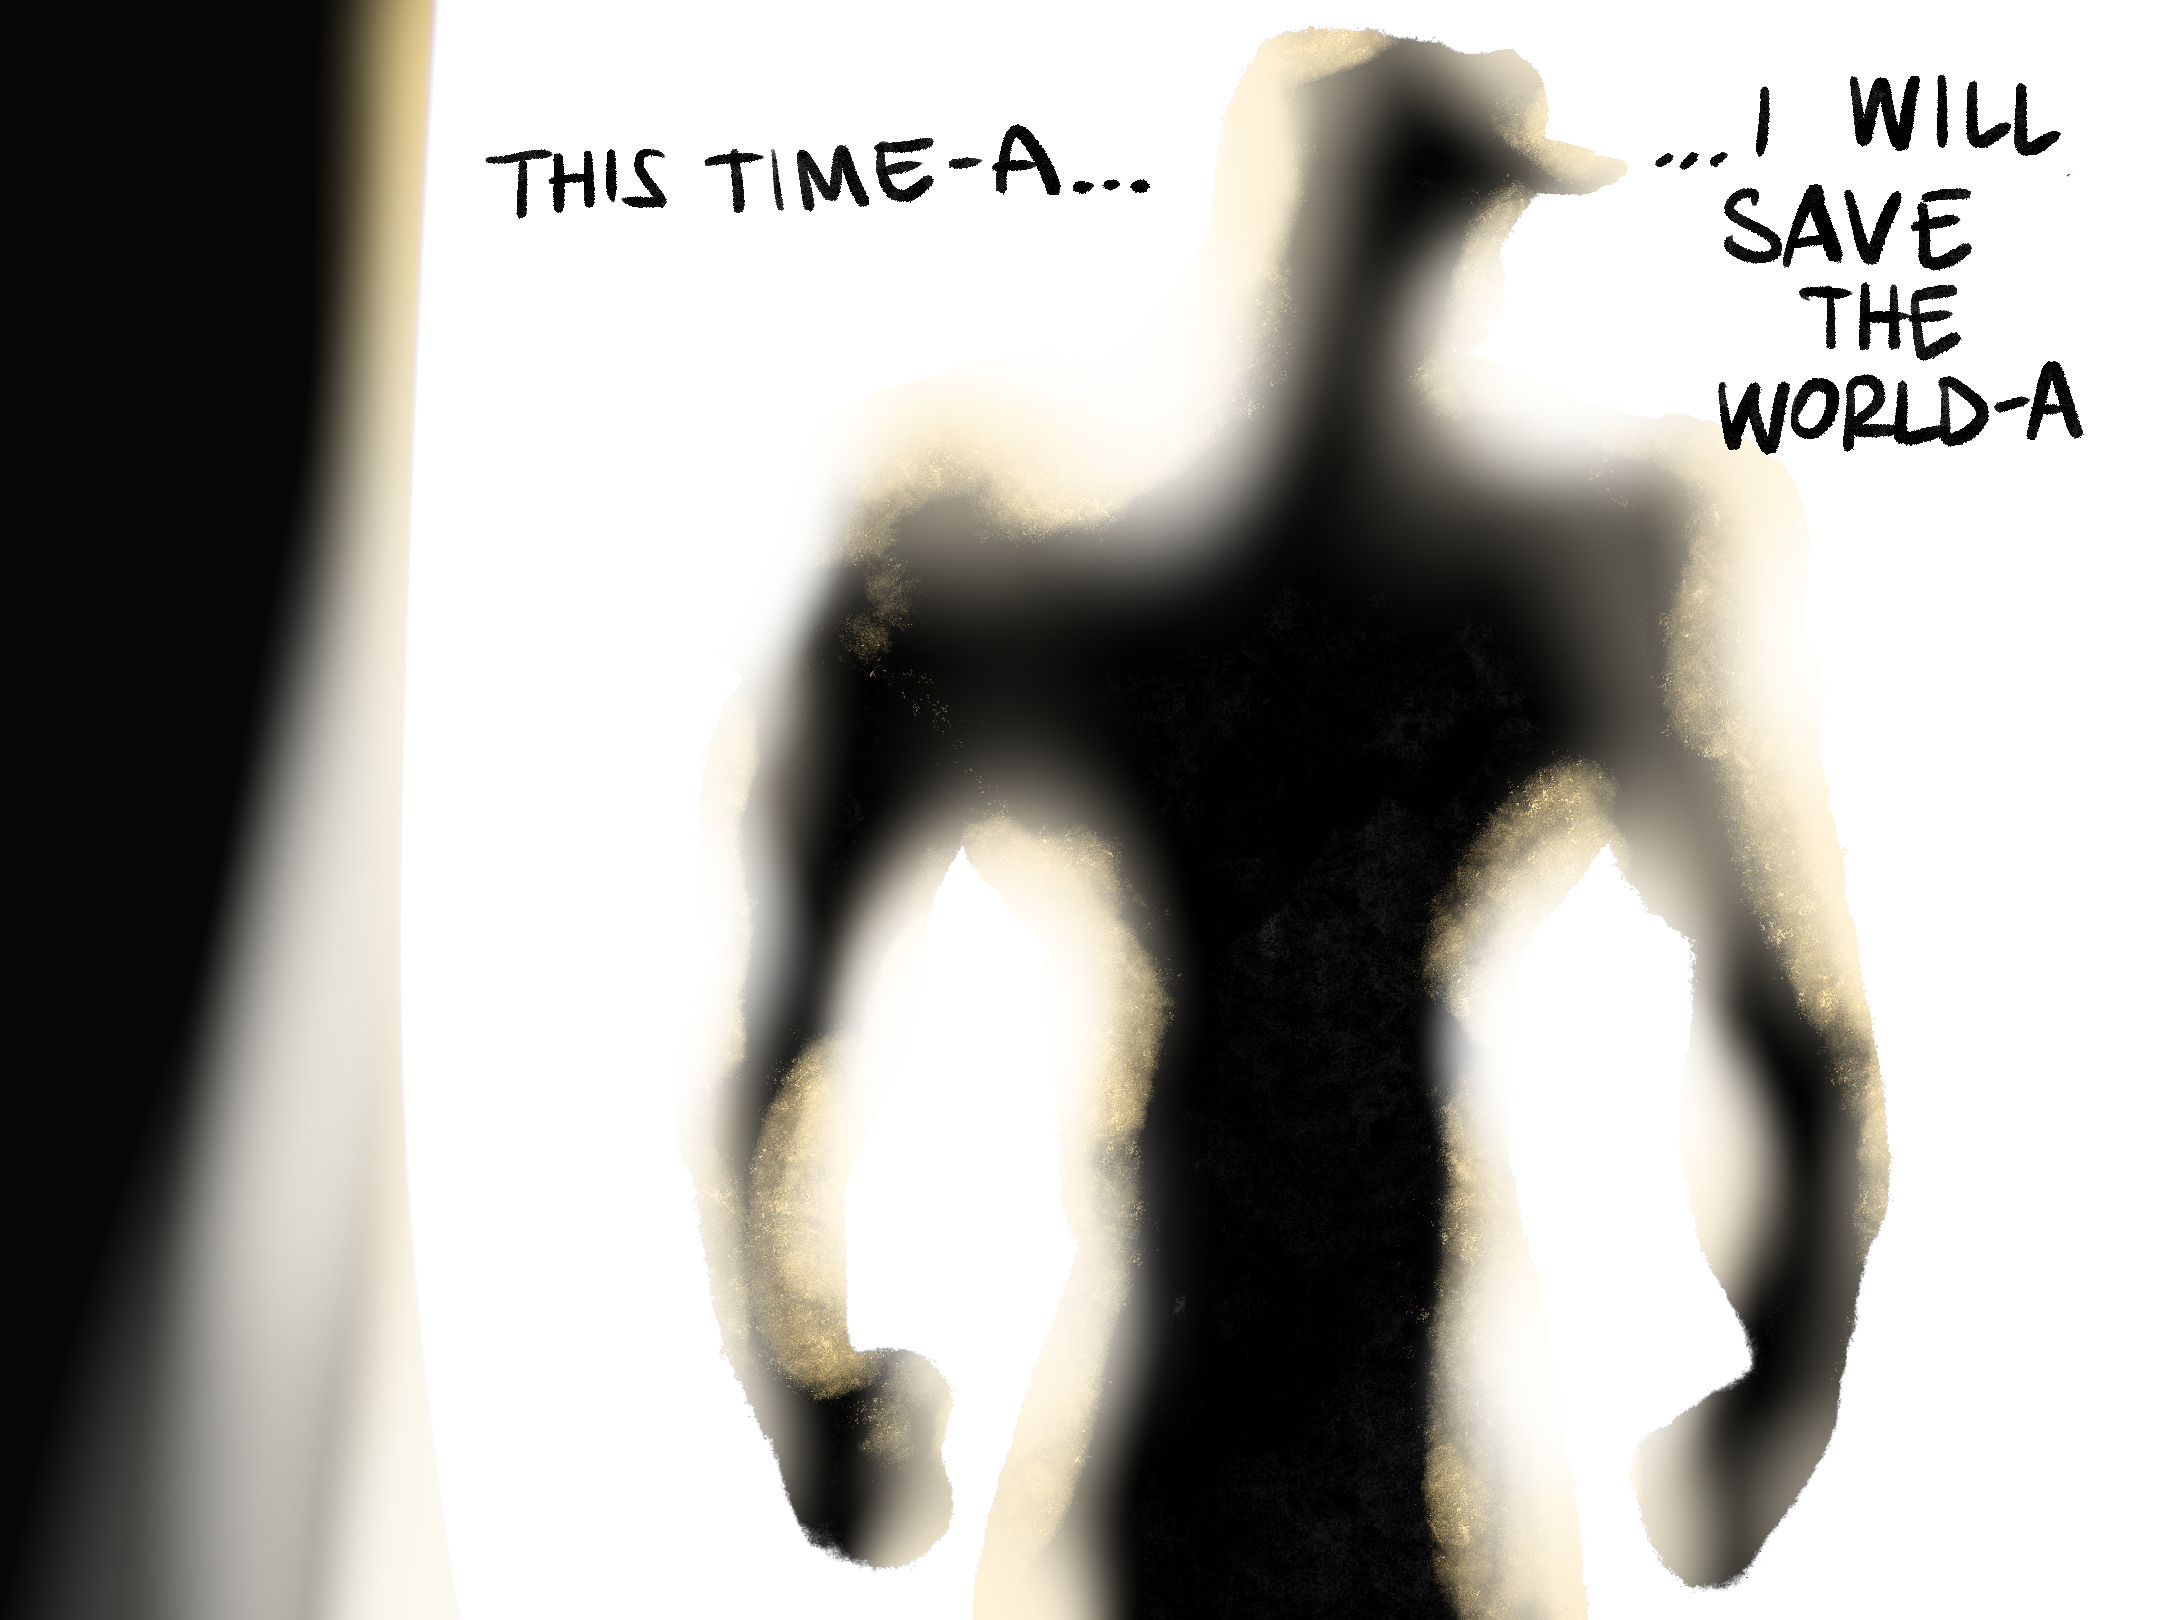 THIS TIME-A...
...I WILL
SAVE
THE
WORLD-A